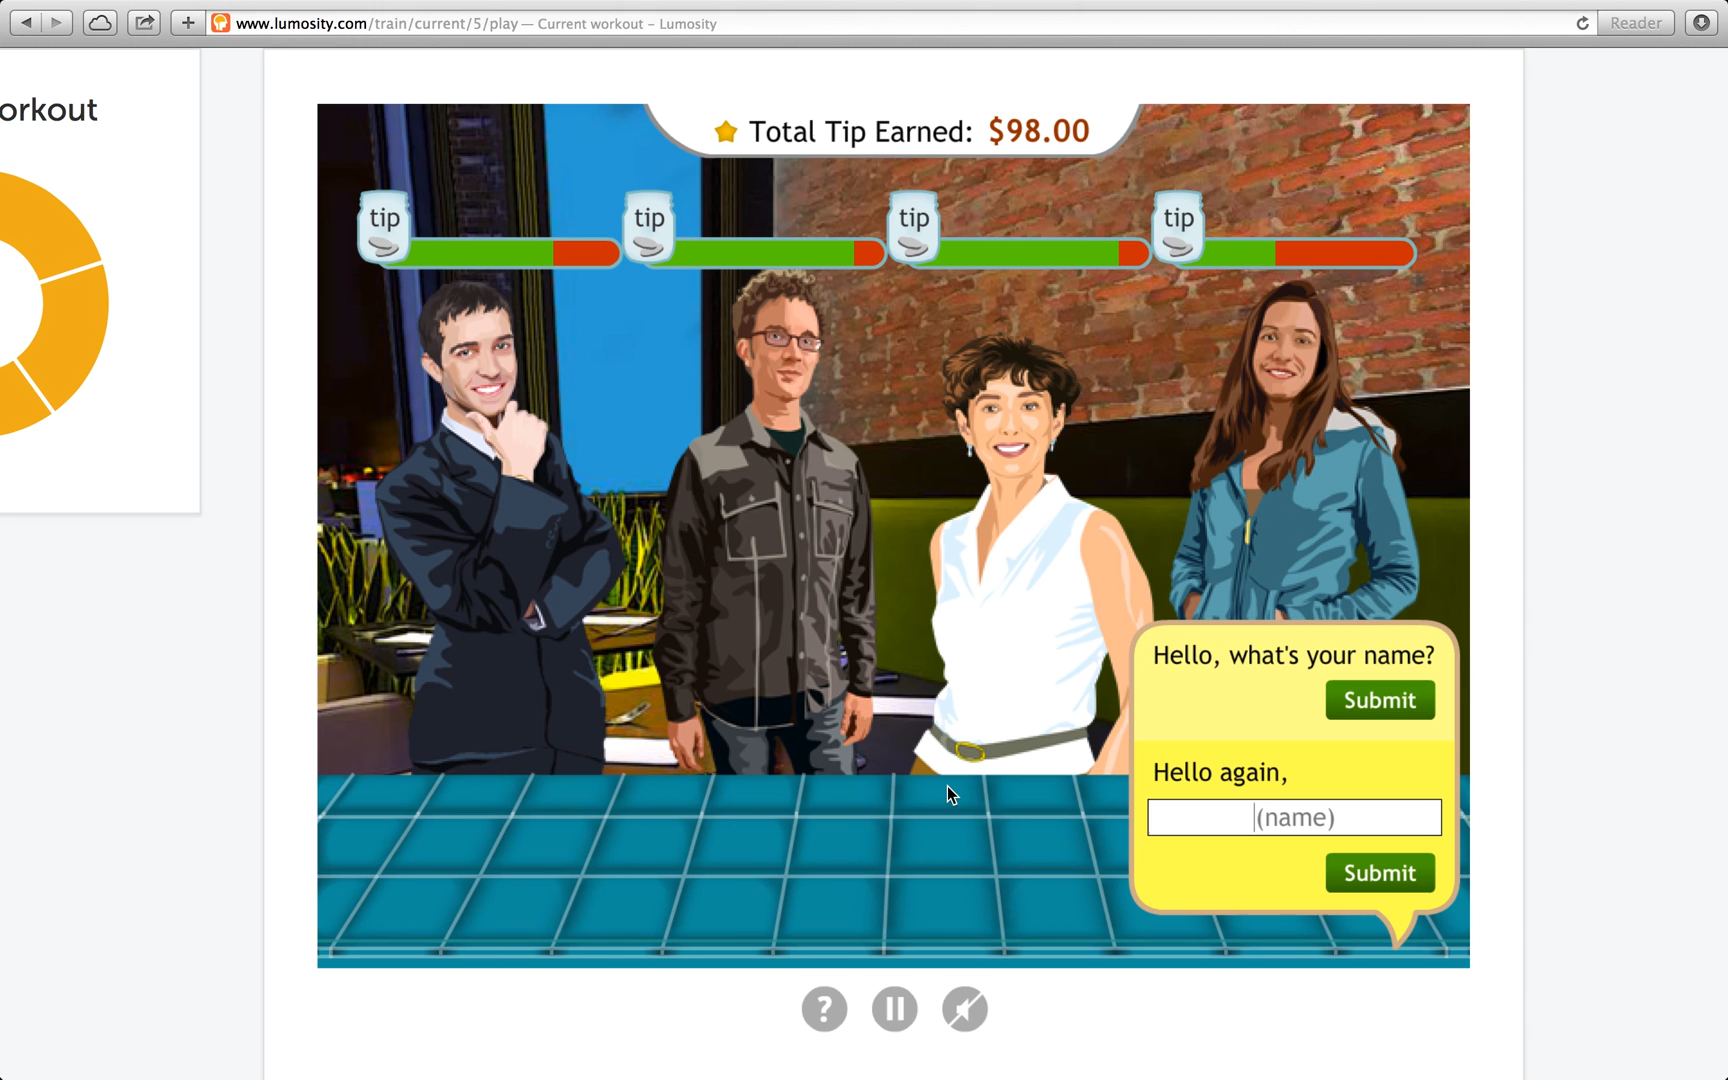 www.lumosity.com/train/current/5/play — Current workout – Lumosity
Reader
orkout
Total Tip Earned: $98.00
tip
tip
tip
tip
Hello, what's your name?
Submit
Hello again,
(name)
Submit
?